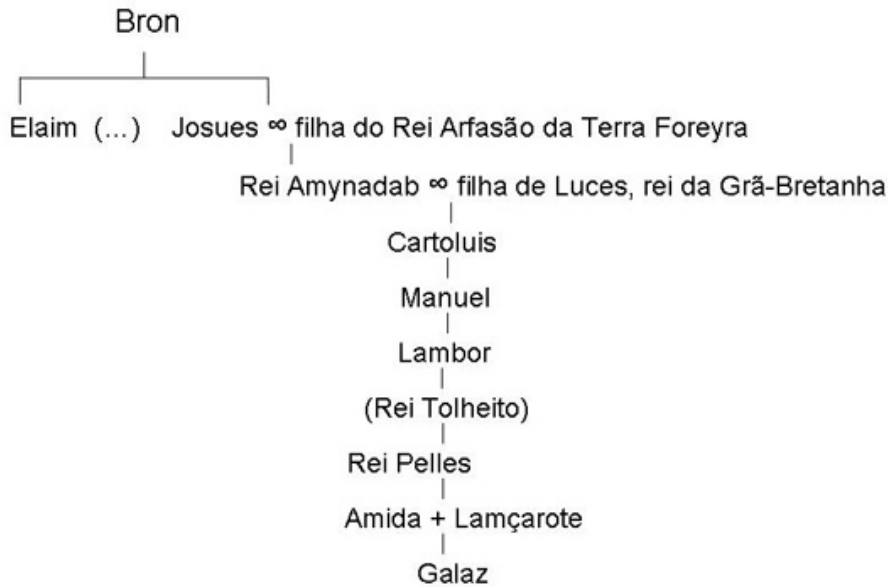 Bron
Elaim (...) Josues ∞ filha do Rei Arfasão da Terra Foreyra
Rei Amynadab ∞ filha de Luces, rei da Grã-Bretanha
Cartoluis
Manuel
Lambor
(Rei Tolheito)
Rei Pelles
Amida + Lamçarote
Galaz